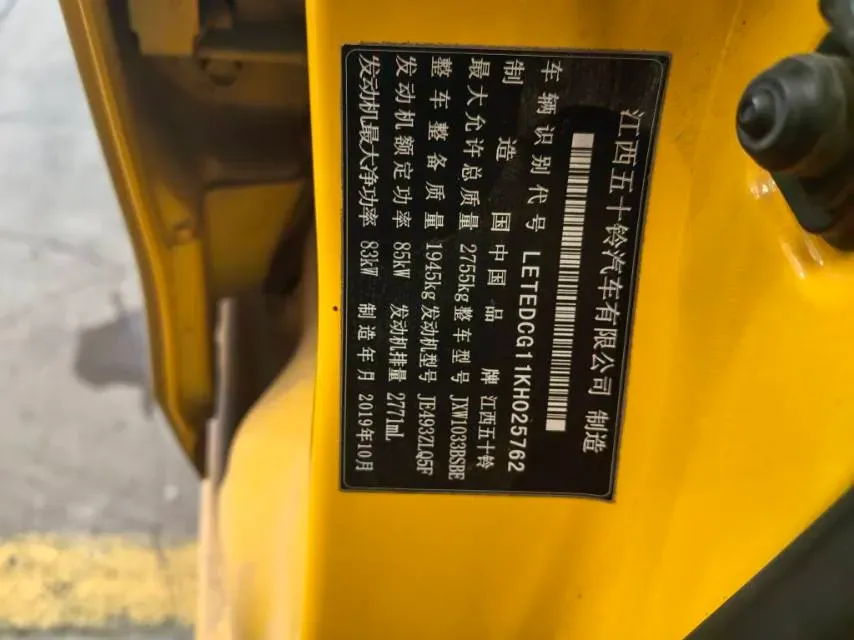 江西五十铃汽车有限公司 制造
车辆识别代号 LETEDCG11KH025762
制造国 中国 品牌 江西五十铃
最大允许总质量 2755kg 整车型号 JXW1033BSBE
整车整备质量 1945kg 发动机型号 JE493ZLQ5F
发动机额定功率 85kW 发动机排量 2771mL
发动机最大净功率 83kW 制造年月 2019年10月